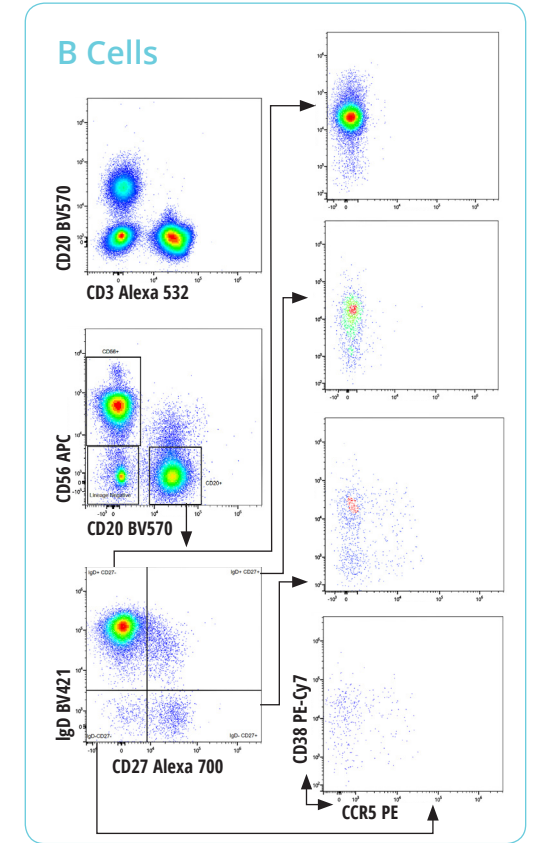 B Cells
CD20 BV570
CD3 Alexa 532
CD56+
CD56 APC
Lineage Negative
CD20+
CD20 BV570
IgD+ CD27-
IgD+ CD27+
IgD BV421
IgD-CD27-
IgD- CD27+
CD27 Alexa 700
CD38 PE-Cy7
CCR5 PE